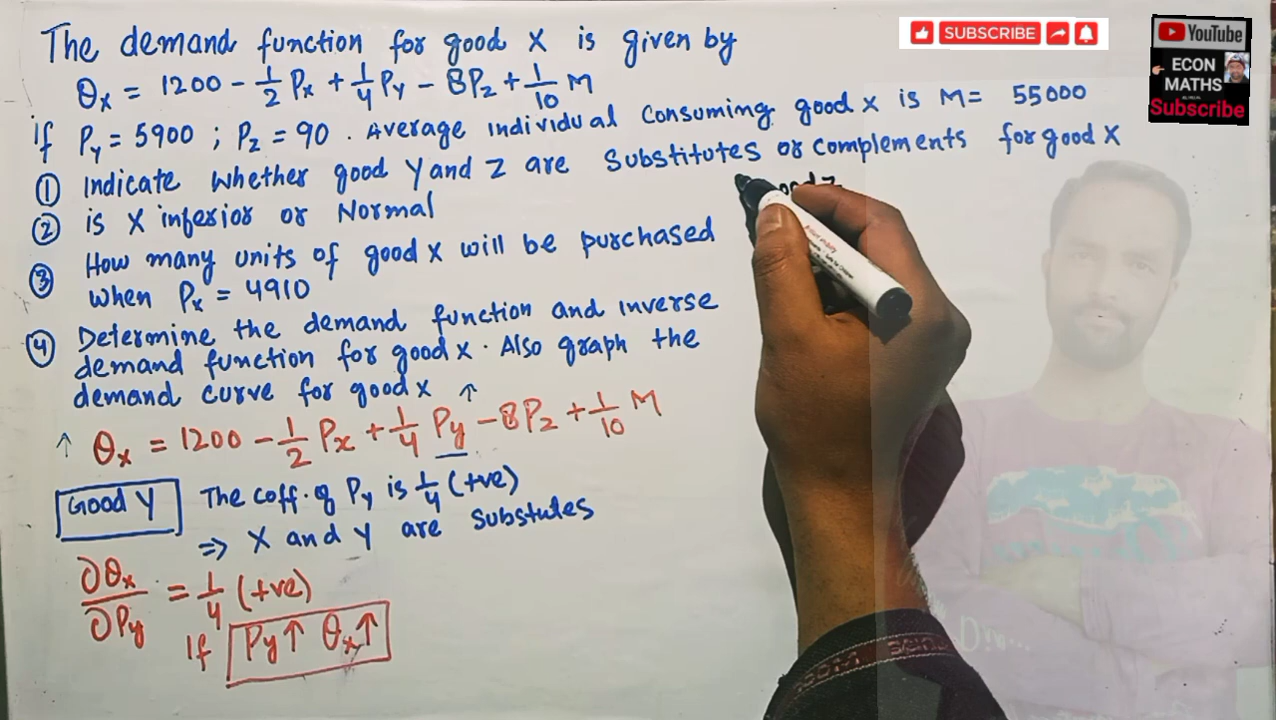 The demand function for good X is given by
Qx = 1200 - 1/2 Px + 1/4 Py - 8Pz + 1/10 M
if Py = 5900 ; Pz = 90 . Average individual consuming good x is M = 55000
① Indicate whether good Y and Z are substitutes or complements for good X
② is X inferior or Normal
③ How many units of good x will be purchased
when Px = 4910
④ Determine the demand function and inverse
demand function for good x. Also graph the
demand curve for good x
↑ Qx = 1200 - 1/2 Px + 1/4 Py ↑ - 8Pz + 1/10 M
Good Y The coff. of Py is 1/4 (+ve)
⇒ X and Y are substutes
∂Qx/∂Py = 1/4 (+ve)
If Py↑ Qx↑
SUBSCRIBE
YouTube
ECON
MATHS
Subscribe